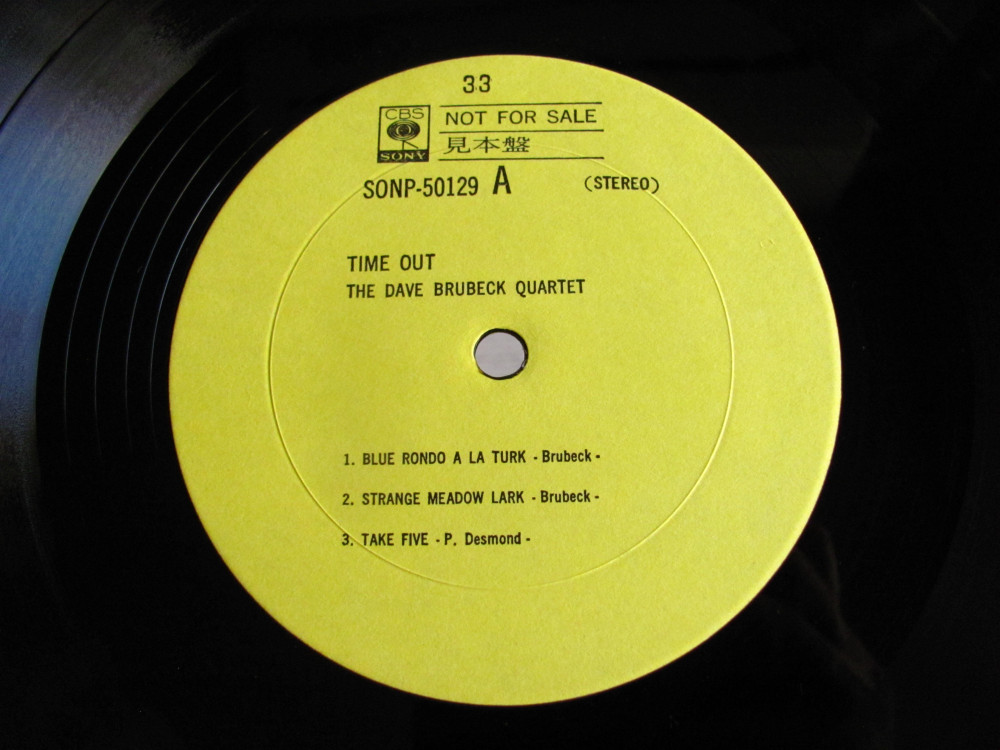 33
CBS
SONY
NOT FOR SALE
見本盤
SONP-50129 A (STEREO)
TIME OUT
THE DAVE BRUBECK QUARTET
1. BLUE RONDO A LA TURK - Brubeck -
2. STRANGE MEADOW LARK - Brubeck -
3. TAKE FIVE - P. Desmond -